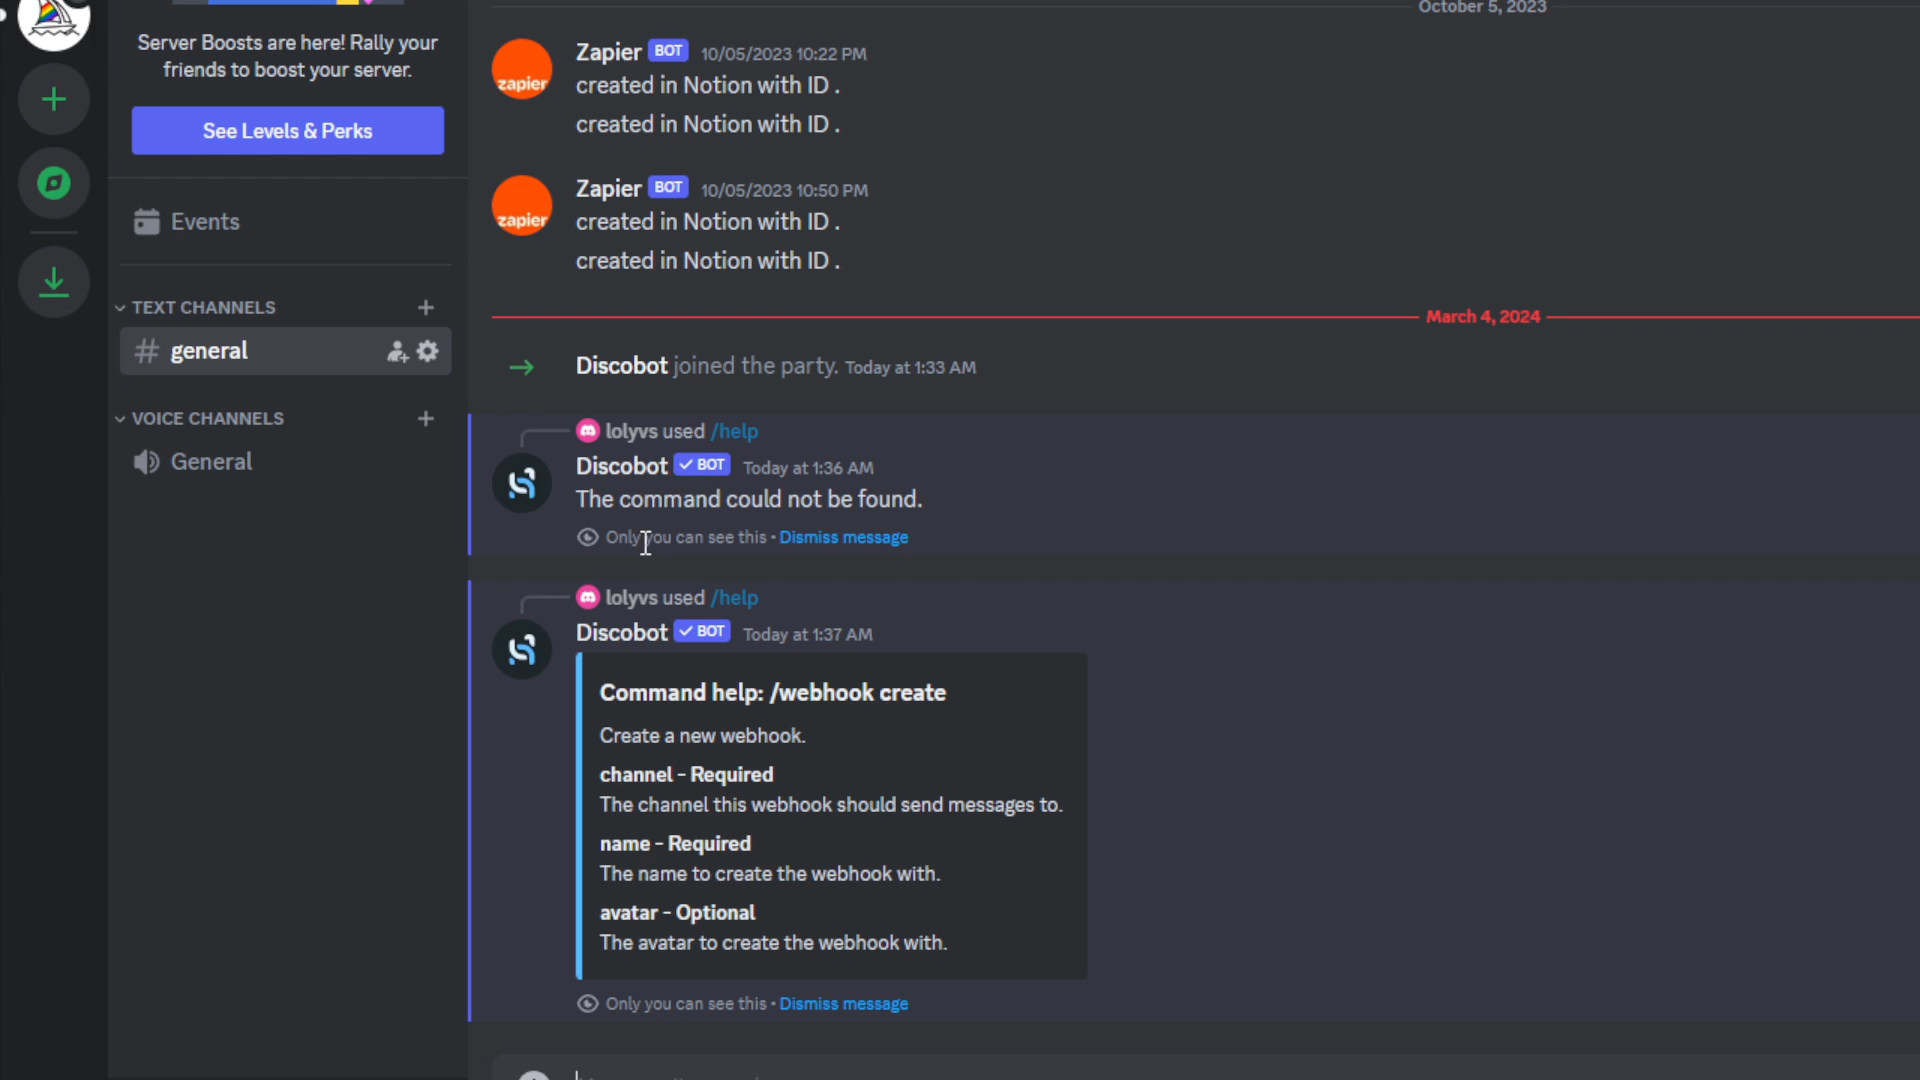 Server Boosts are here! Rally your
friends to boost your server.
See Levels & Perks
Events
TEXT CHANNELS
general
VOICE CHANNELS
General
October 5, 2023
zapier
Zapier BOT 10/05/2023 10:22 PM
created in Notion with ID .
created in Notion with ID .
zapier
Zapier BOT 10/05/2023 10:50 PM
created in Notion with ID .
created in Notion with ID .
March 4, 2024
Discobot joined the party. Today at 1:33 AM
lolyvs used /help
Discobot ✓ BOT Today at 1:36 AM
The command could not be found.
Only you can see this • Dismiss message
lolyvs used /help
Discobot ✓ BOT Today at 1:37 AM
Command help: /webhook create
Create a new webhook.
channel - Required
The channel this webhook should send messages to.
name - Required
The name to create the webhook with.
avatar - Optional
The avatar to create the webhook with.
Only you can see this • Dismiss message